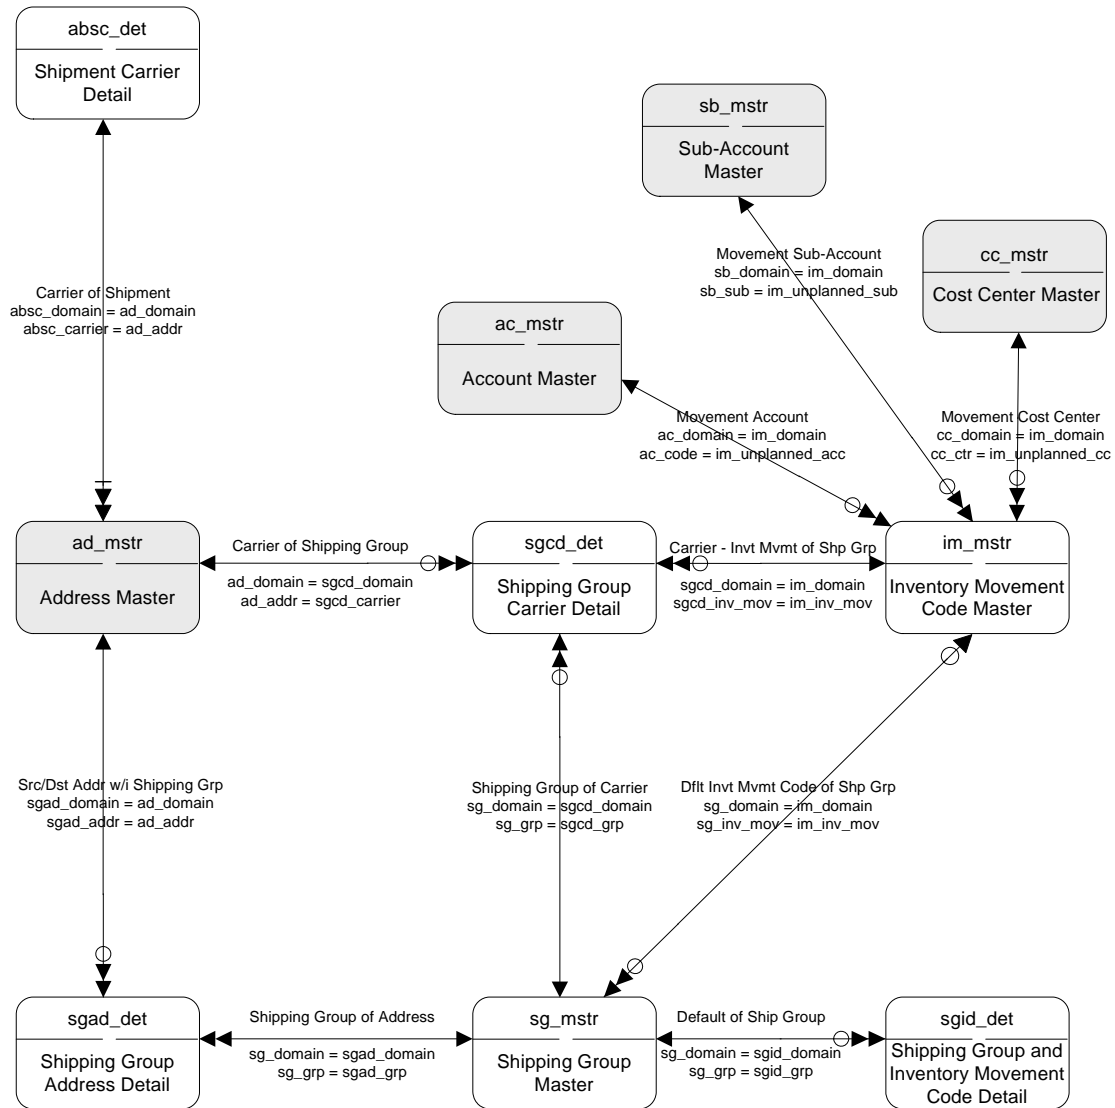 absc_det
Shipment Carrier
Detail
sb_mstr
Sub-Account
Master
cc_mstr
Cost Center Master
Movement Sub-Account
sb_domain = im_domain
sb_sub = im_unplanned_sub
Carrier of Shipment
absc_domain = ad_domain
absc_carrier = ad_addr
ac_mstr
Account Master
Movement Account
ac_domain = im_domain
ac_code = im_unplanned_acc
Movement Cost Center
cc_domain = im_domain
cc_ctr = im_unplanned_cc
ad_mstr
Address Master
Carrier of Shipping Group
ad_domain = sgcd_domain
ad_addr = sgcd_carrier
sgcd_det
Shipping Group
Carrier Detail
Carrier - Invt Mvmt of Shp Grp
sgcd_domain = im_domain
sgcd_inv_mov = im_inv_mov
im_mstr
Inventory Movement
Code Master
Src/Dst Addr w/i Shipping Grp
sgad_domain = ad_domain
sgad_addr = ad_addr
Shipping Group of Carrier
sg_domain = sgcd_domain
sg_grp = sgcd_grp
Dflt Invt Mvmt Code of Shp Grp
sg_domain = im_domain
sg_inv_mov = im_inv_mov
sgad_det
Shipping Group
Address Detail
Shipping Group of Address
sg_domain = sgad_domain
sg_grp = sgad_grp
sg_mstr
Shipping Group
Master
Default of Ship Group
sg_domain = sgid_domain
sg_grp = sgid_grp
sgid_det
Shipping Group and
Inventory Movement
Code Detail